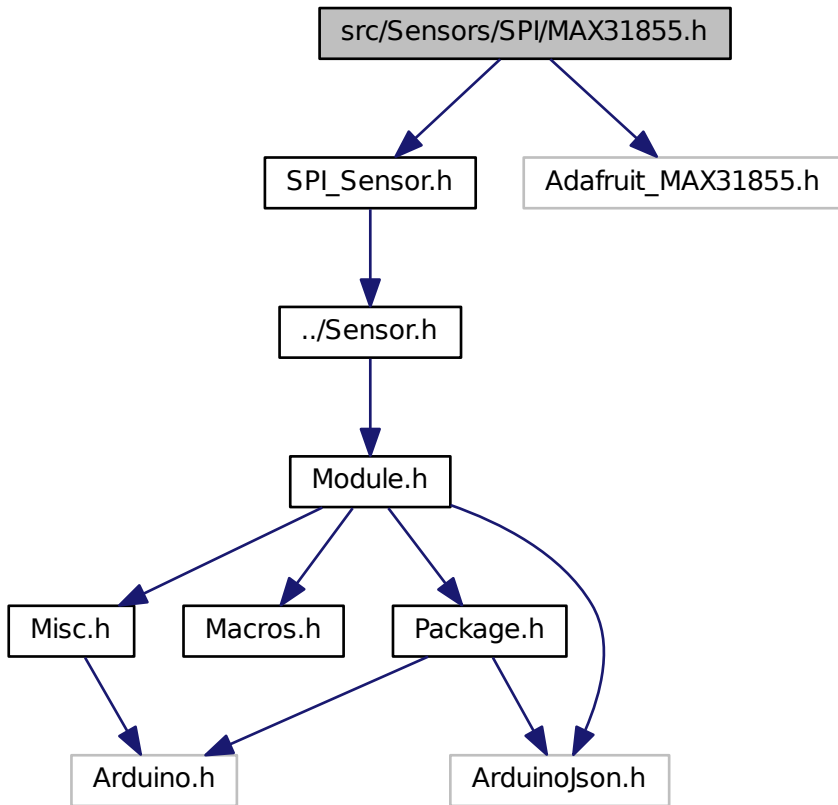 src/Sensors/SPI/MAX31855.h
SPI_Sensor.h
Adafruit_MAX31855.h
../Sensor.h
Module.h
Misc.h
Macros.h
Package.h
Arduino.h
ArduinoJson.h